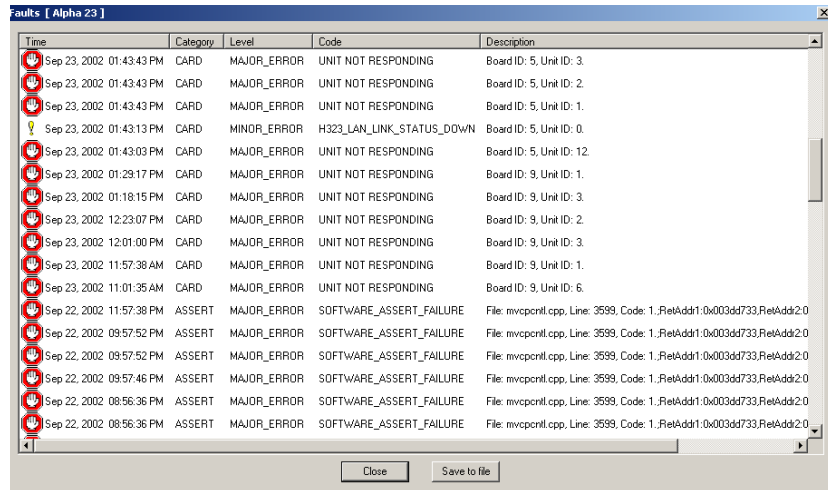 Faults [ Alpha 23 ]
Time Category Level Code Description
Sep 23, 2002 01:43:43 PM CARD MAJOR_ERROR UNIT NOT RESPONDING Board ID: 5, Unit ID: 3.
Sep 23, 2002 01:43:43 PM CARD MAJOR_ERROR UNIT NOT RESPONDING Board ID: 5, Unit ID: 2.
Sep 23, 2002 01:43:43 PM CARD MAJOR_ERROR UNIT NOT RESPONDING Board ID: 5, Unit ID: 1.
Sep 23, 2002 01:43:13 PM CARD MINOR_ERROR H323_LAN_LINK_STATUS_DOWN Board ID: 5, Unit ID: 0.
Sep 23, 2002 01:43:03 PM CARD MAJOR_ERROR UNIT NOT RESPONDING Board ID: 5, Unit ID: 12.
Sep 23, 2002 01:29:17 PM CARD MAJOR_ERROR UNIT NOT RESPONDING Board ID: 9, Unit ID: 1.
Sep 23, 2002 01:18:15 PM CARD MAJOR_ERROR UNIT NOT RESPONDING Board ID: 9, Unit ID: 3.
Sep 23, 2002 12:23:07 PM CARD MAJOR_ERROR UNIT NOT RESPONDING Board ID: 9, Unit ID: 2.
Sep 23, 2002 12:01:00 PM CARD MAJOR_ERROR UNIT NOT RESPONDING Board ID: 9, Unit ID: 3.
Sep 23, 2002 11:57:38 AM CARD MAJOR_ERROR UNIT NOT RESPONDING Board ID: 9, Unit ID: 1.
Sep 23, 2002 11:01:35 AM CARD MAJOR_ERROR UNIT NOT RESPONDING Board ID: 9, Unit ID: 6.
Sep 22, 2002 11:57:38 PM ASSERT MAJOR_ERROR SOFTWARE_ASSERT_FAILURE File: mvcpcntl.cpp, Line: 3599, Code: 1.;RetAddr1:0x003dd733,RetAddr2:0
Sep 22, 2002 09:57:52 PM ASSERT MAJOR_ERROR SOFTWARE_ASSERT_FAILURE File: mvcpcntl.cpp, Line: 3599, Code: 1.;RetAddr1:0x003dd733,RetAddr2:0
Sep 22, 2002 09:57:52 PM ASSERT MAJOR_ERROR SOFTWARE_ASSERT_FAILURE File: mvcpcntl.cpp, Line: 3599, Code: 1.;RetAddr1:0x003dd733,RetAddr2:0
Sep 22, 2002 09:57:46 PM ASSERT MAJOR_ERROR SOFTWARE_ASSERT_FAILURE File: mvcpcntl.cpp, Line: 3599, Code: 1.;RetAddr1:0x003dd733,RetAddr2:0
Sep 22, 2002 08:56:36 PM ASSERT MAJOR_ERROR SOFTWARE_ASSERT_FAILURE File: mvcpcntl.cpp, Line: 3599, Code: 1.;RetAddr1:0x003dd733,RetAddr2:0
Sep 22, 2002 08:56:36 PM ASSERT MAJOR_ERROR SOFTWARE_ASSERT_FAILURE File: mvcpcntl.cpp, Line: 3599, Code: 1.;RetAddr1:0x003dd733,RetAddr2:0
Close Save to file